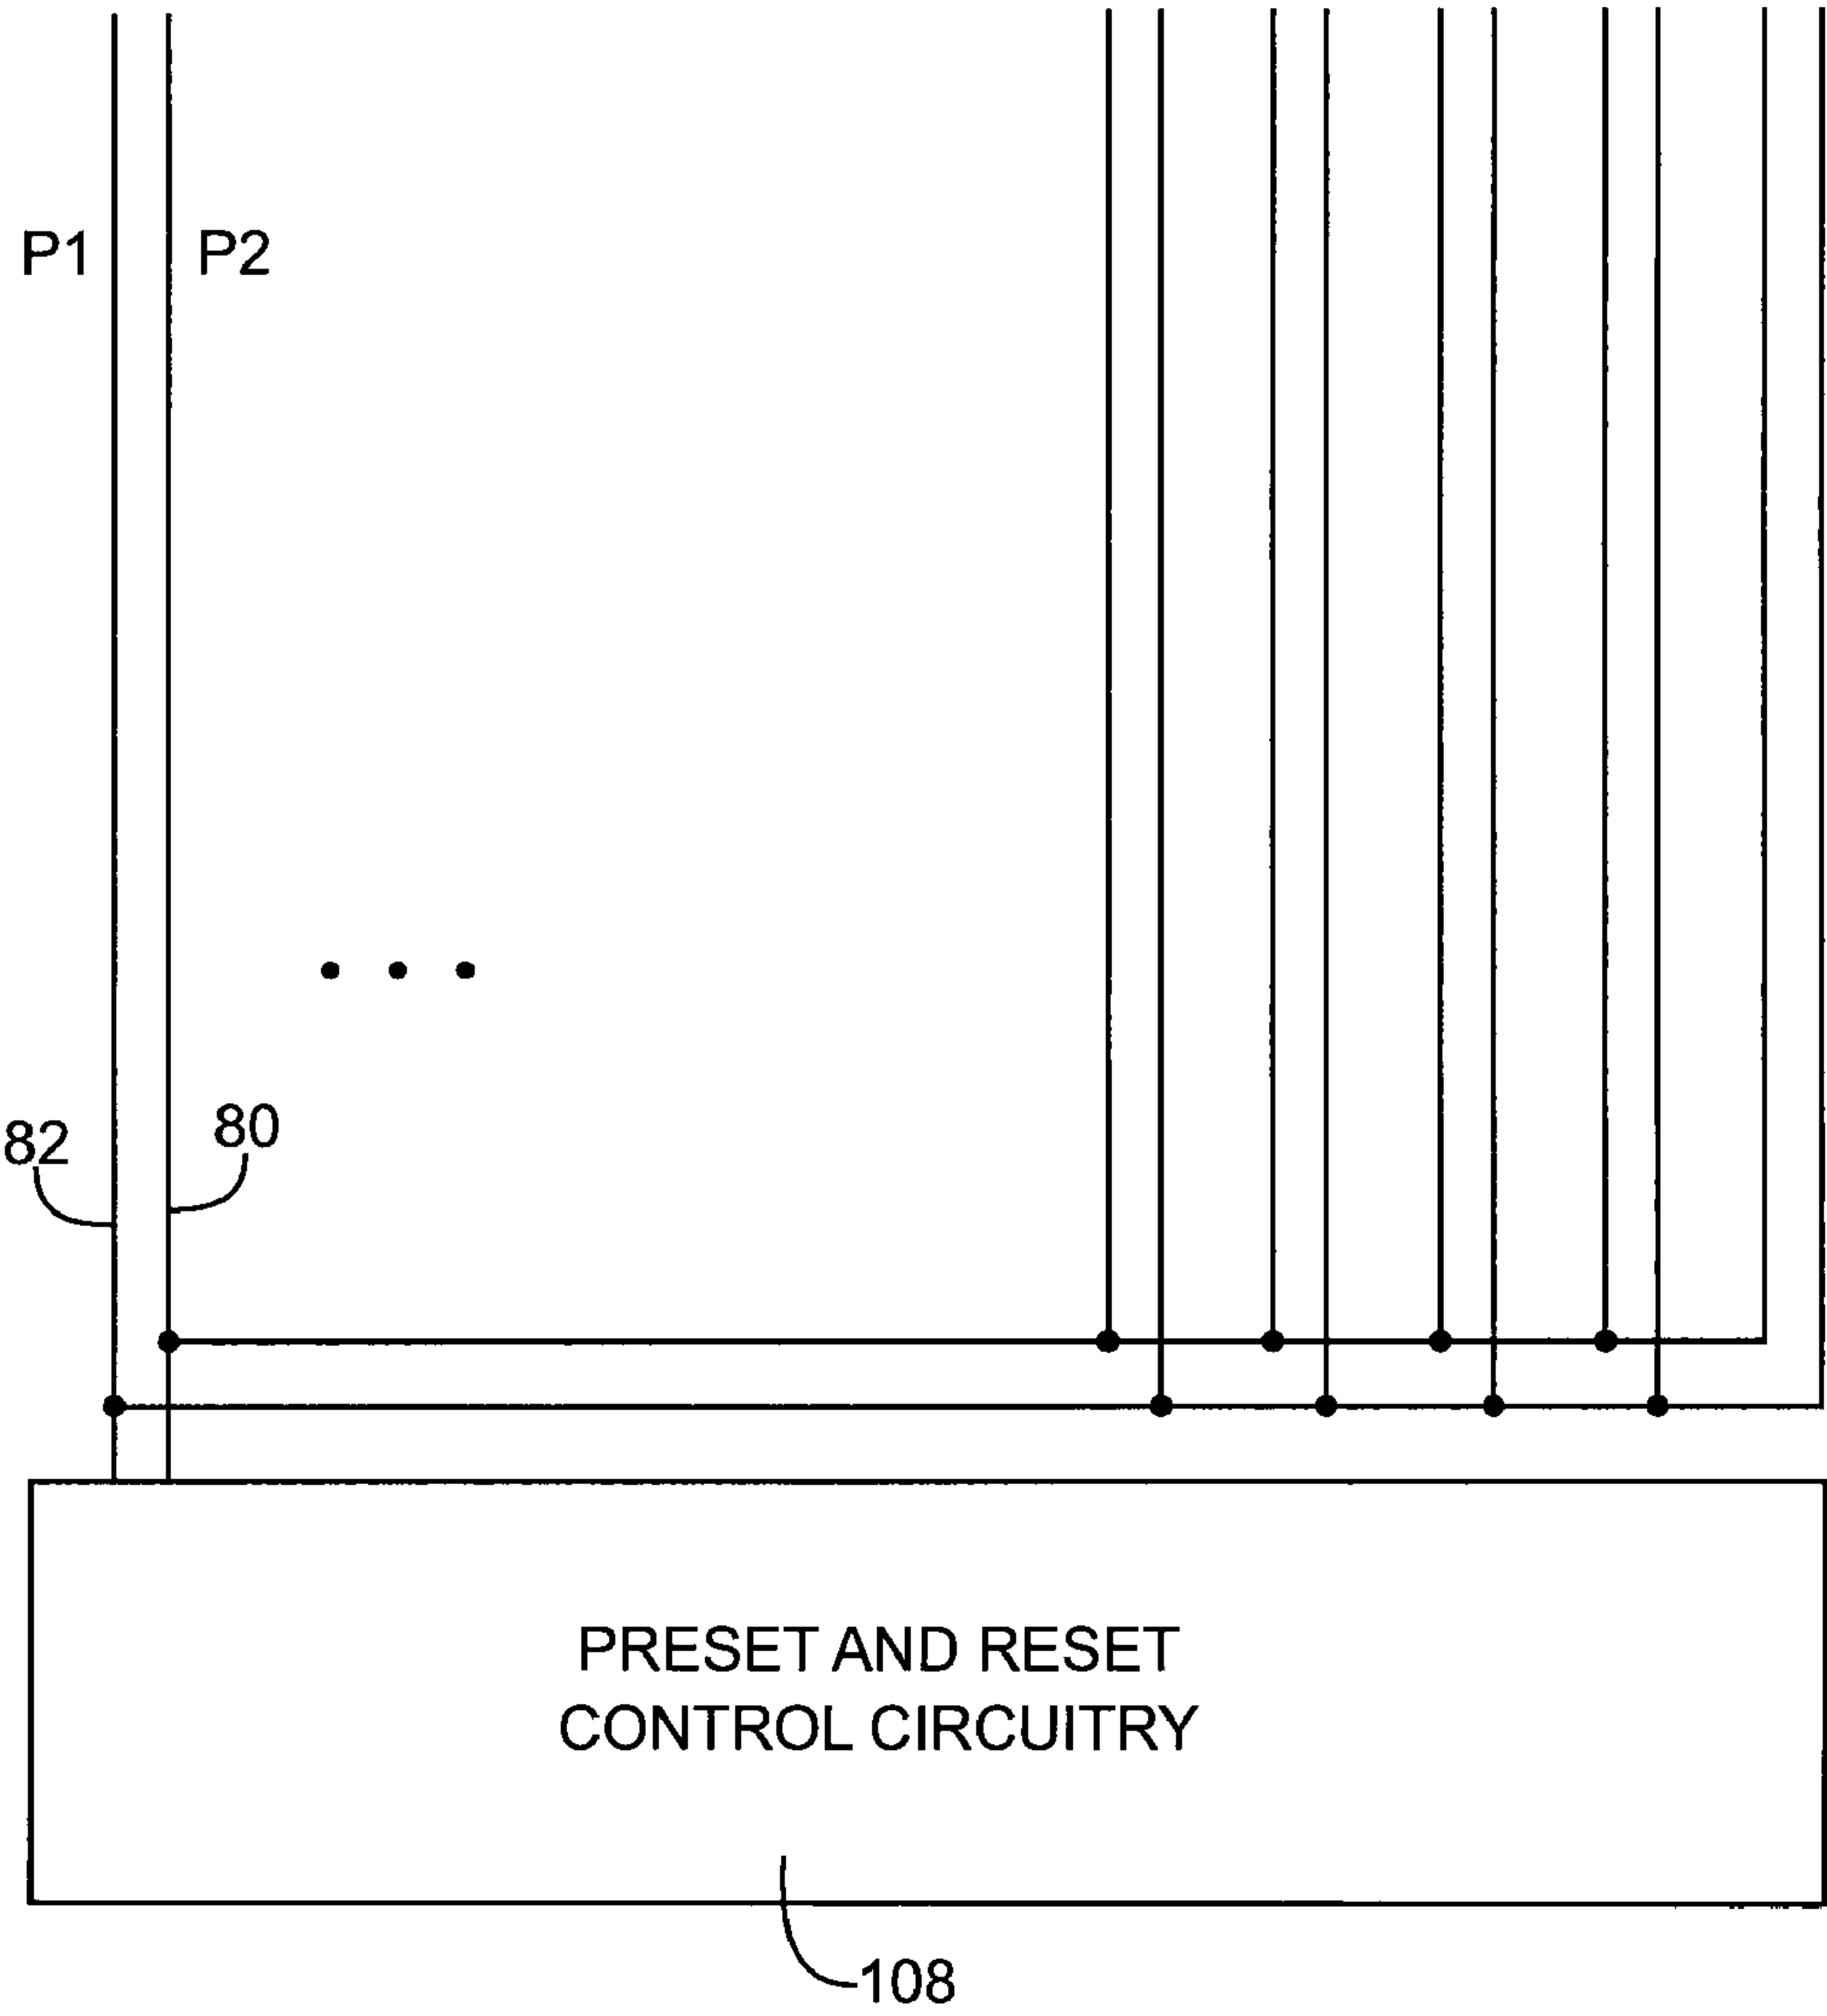 P1
P2
82
80
PRESET AND RESET
CONTROL CIRCUITRY
108